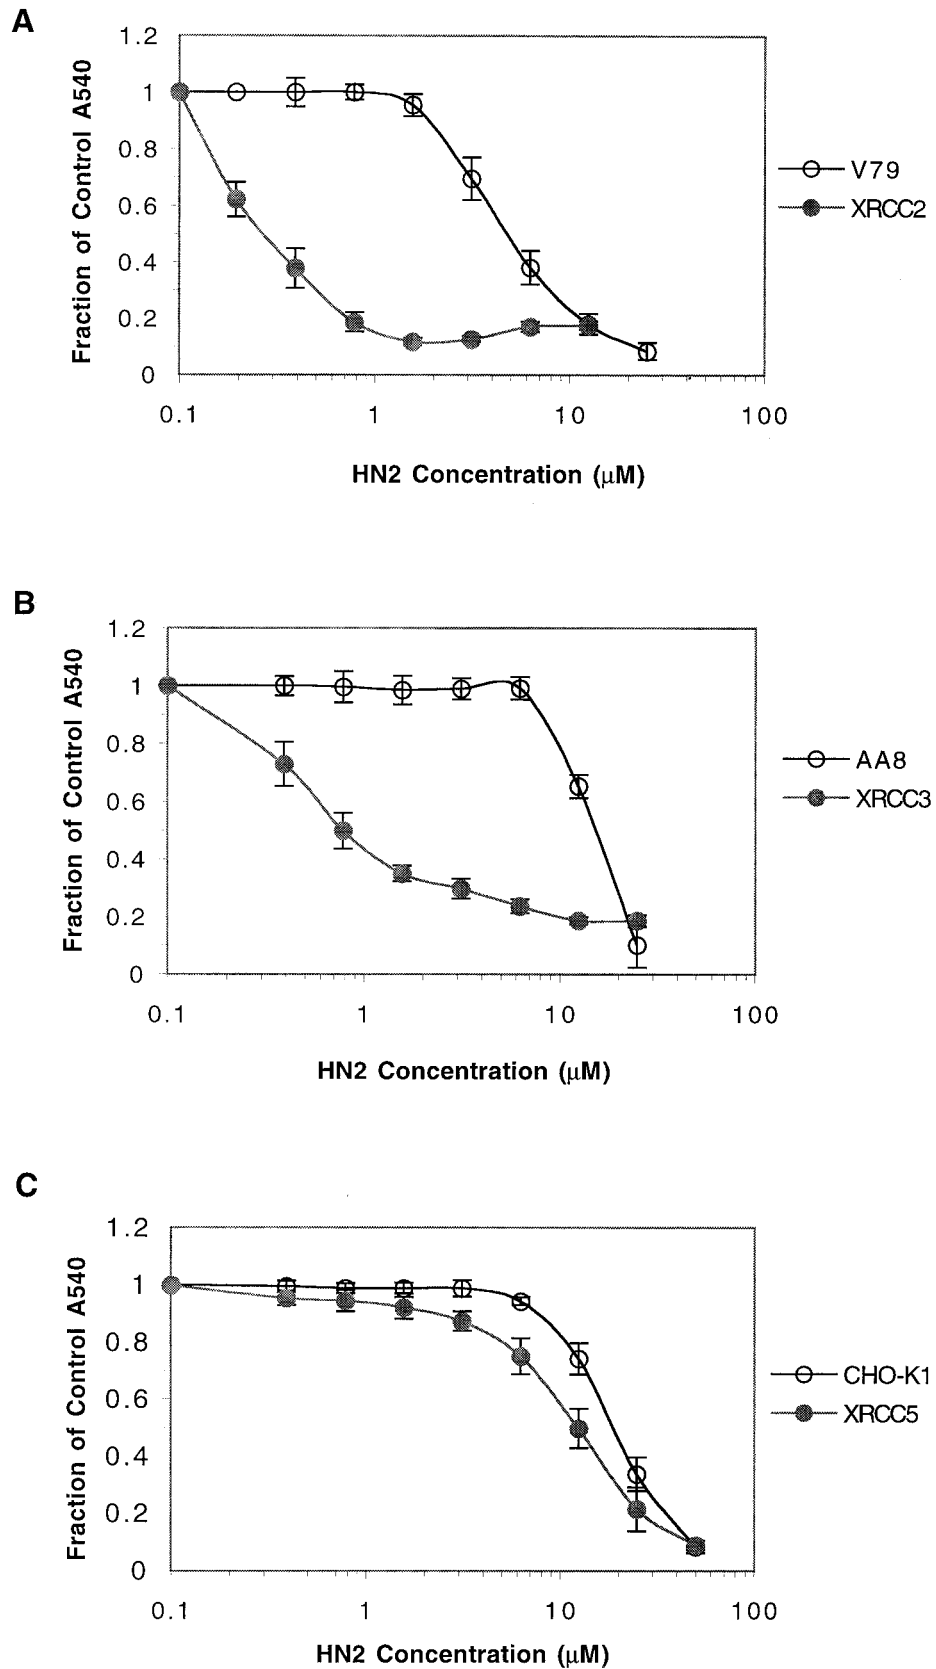 A
Fraction of Control A540
1.2
1
0.8
0.6
0.4
0.2
0
0.1
1
10
100
HN2 Concentration (μM)
V79
XRCC2
B
Fraction of Control A540
1.2
1
0.8
0.6
0.4
0.2
0
0.1
1
10
100
HN2 Concentration (μM)
AA8
XRCC3
C
Fraction of Control A540
1.2
1
0.8
0.6
0.4
0.2
0
0.1
1
10
100
HN2 Concentration (μM)
CHO-K1
XRCC5